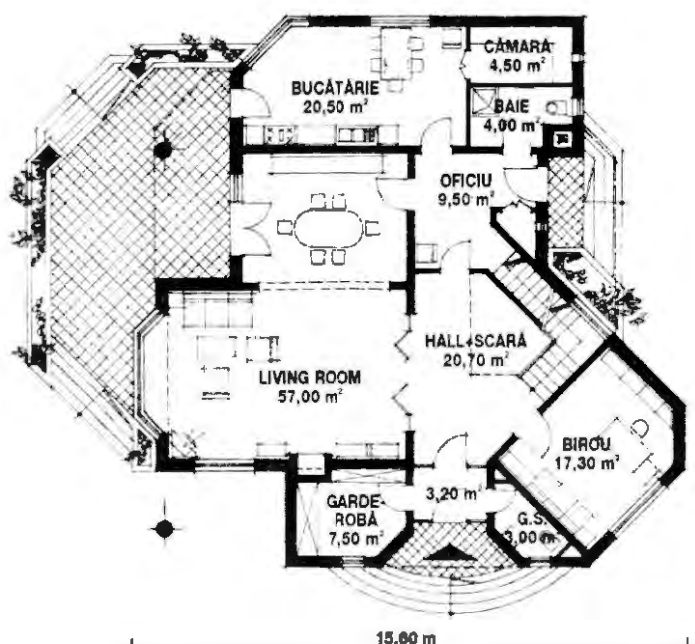 CĂMARĂ
4,50 m²
BUCĂTĂRIE
20,50 m²
BAIE
4,00 m²
OFICIU
9,50 m²
HALL+SCARĂ
20,70 m²
LIVING ROOM
57,00 m²
BIROU
17,30 m²
GARDE-
ROBĂ
7,50 m²
3,20 m²
G.S.
3,00 m
15,60 m